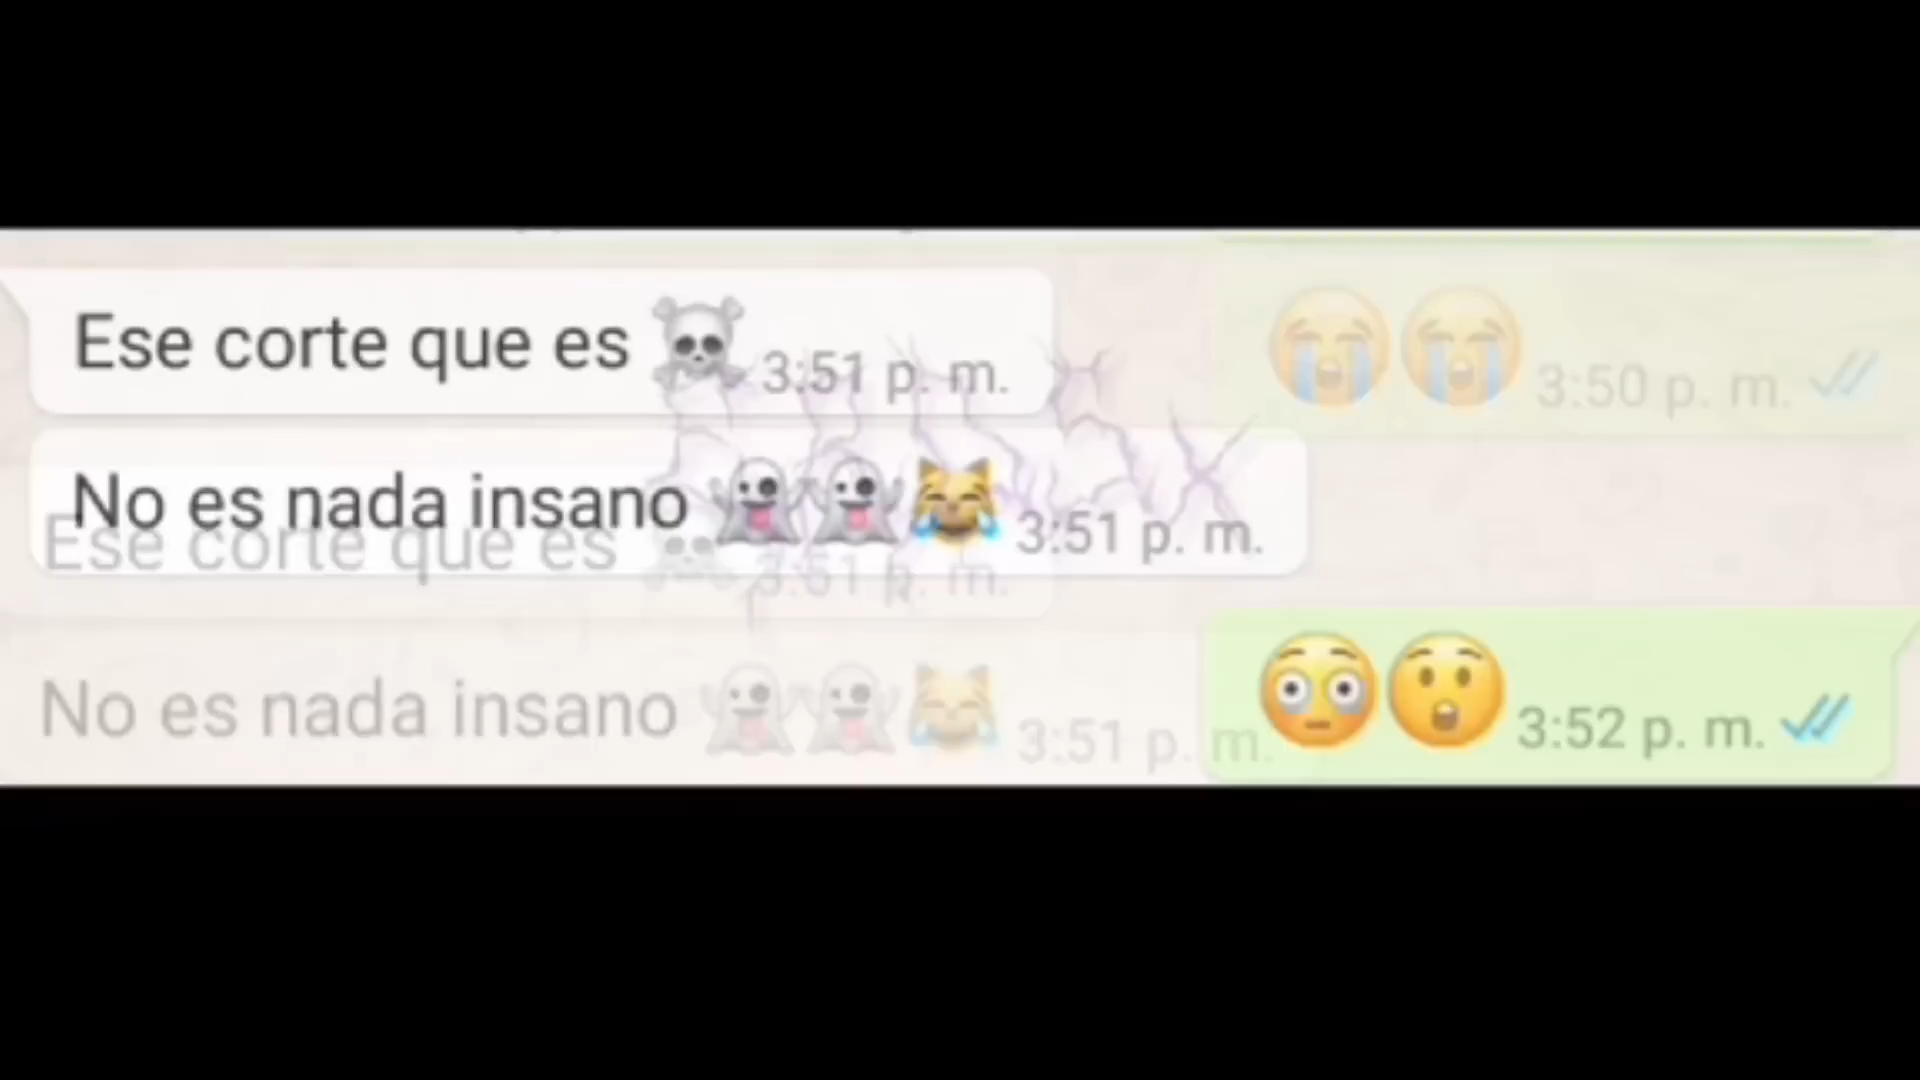 Ese corte que es ☠️ 3:51 p. m.
😭😭 3:50 p. m.
No es nada insano 👻👻😹 3:51 p. m.
Ese corte que es ☠️ 3:51 p. m.
No es nada insano 👻👻😹 3:51 p. m.
😳😲 3:52 p. m.